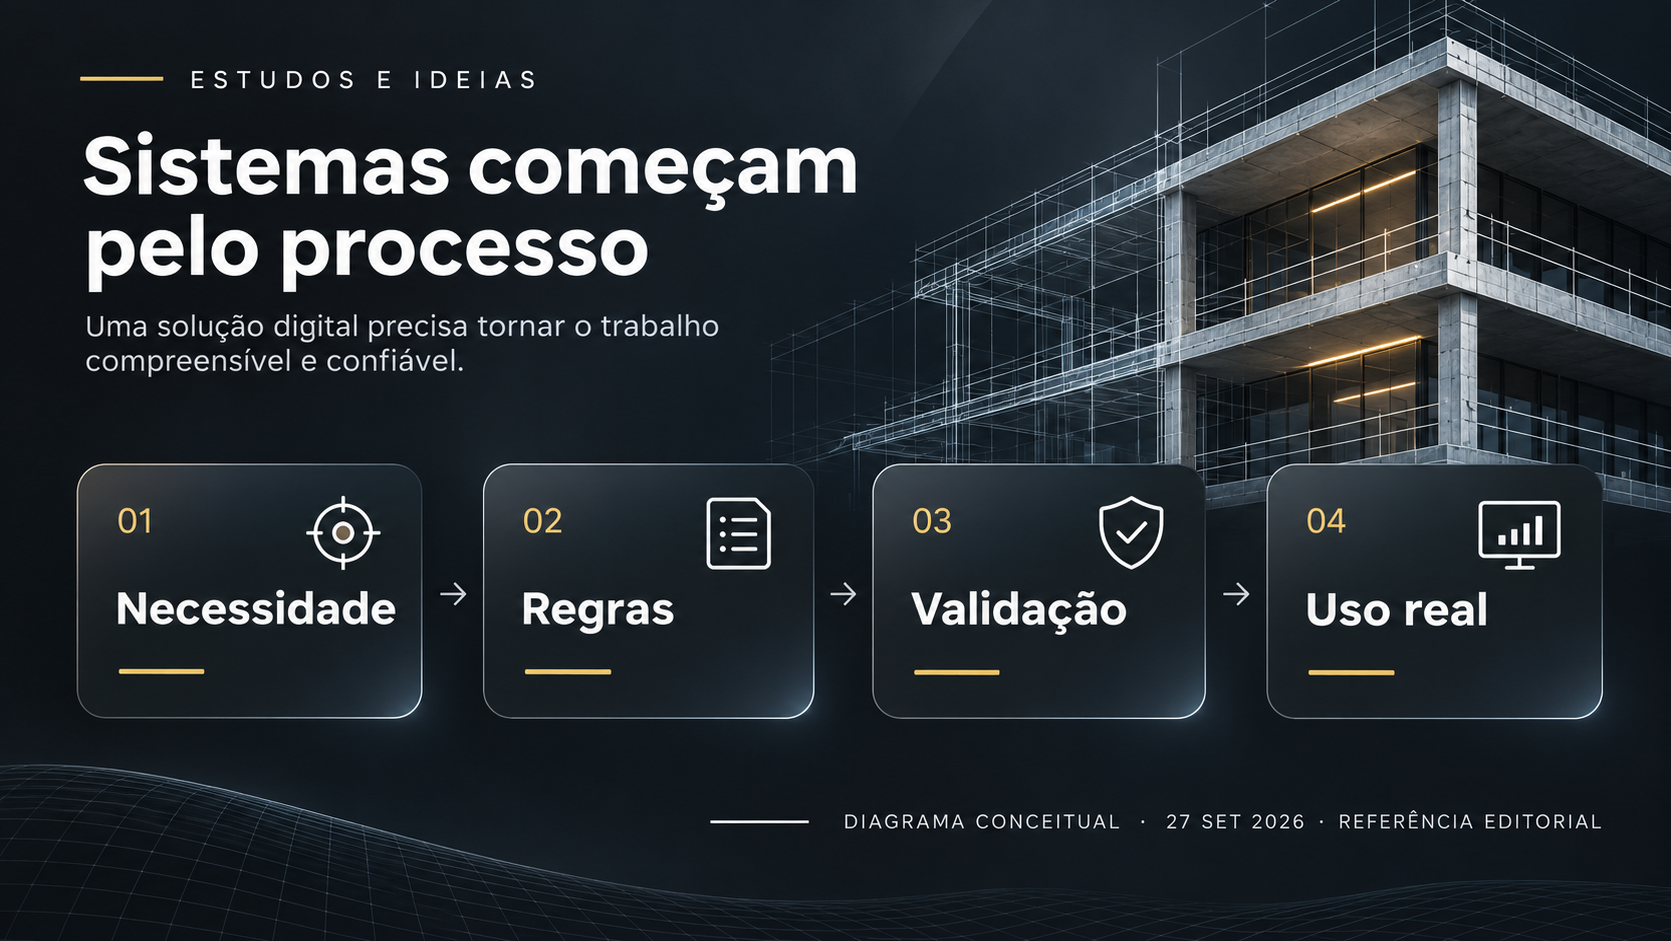 ESTUDOS E IDEIAS
Sistemas começam
pelo processo
Uma solução digital precisa tornar o trabalho
compreensível e confiável.
01
Necessidade
→
02
Regras
→
03
Validação
→
04
Uso real
DIAGRAMA CONCEITUAL · 27 SET 2026 · REFERÊNCIA EDITORIAL